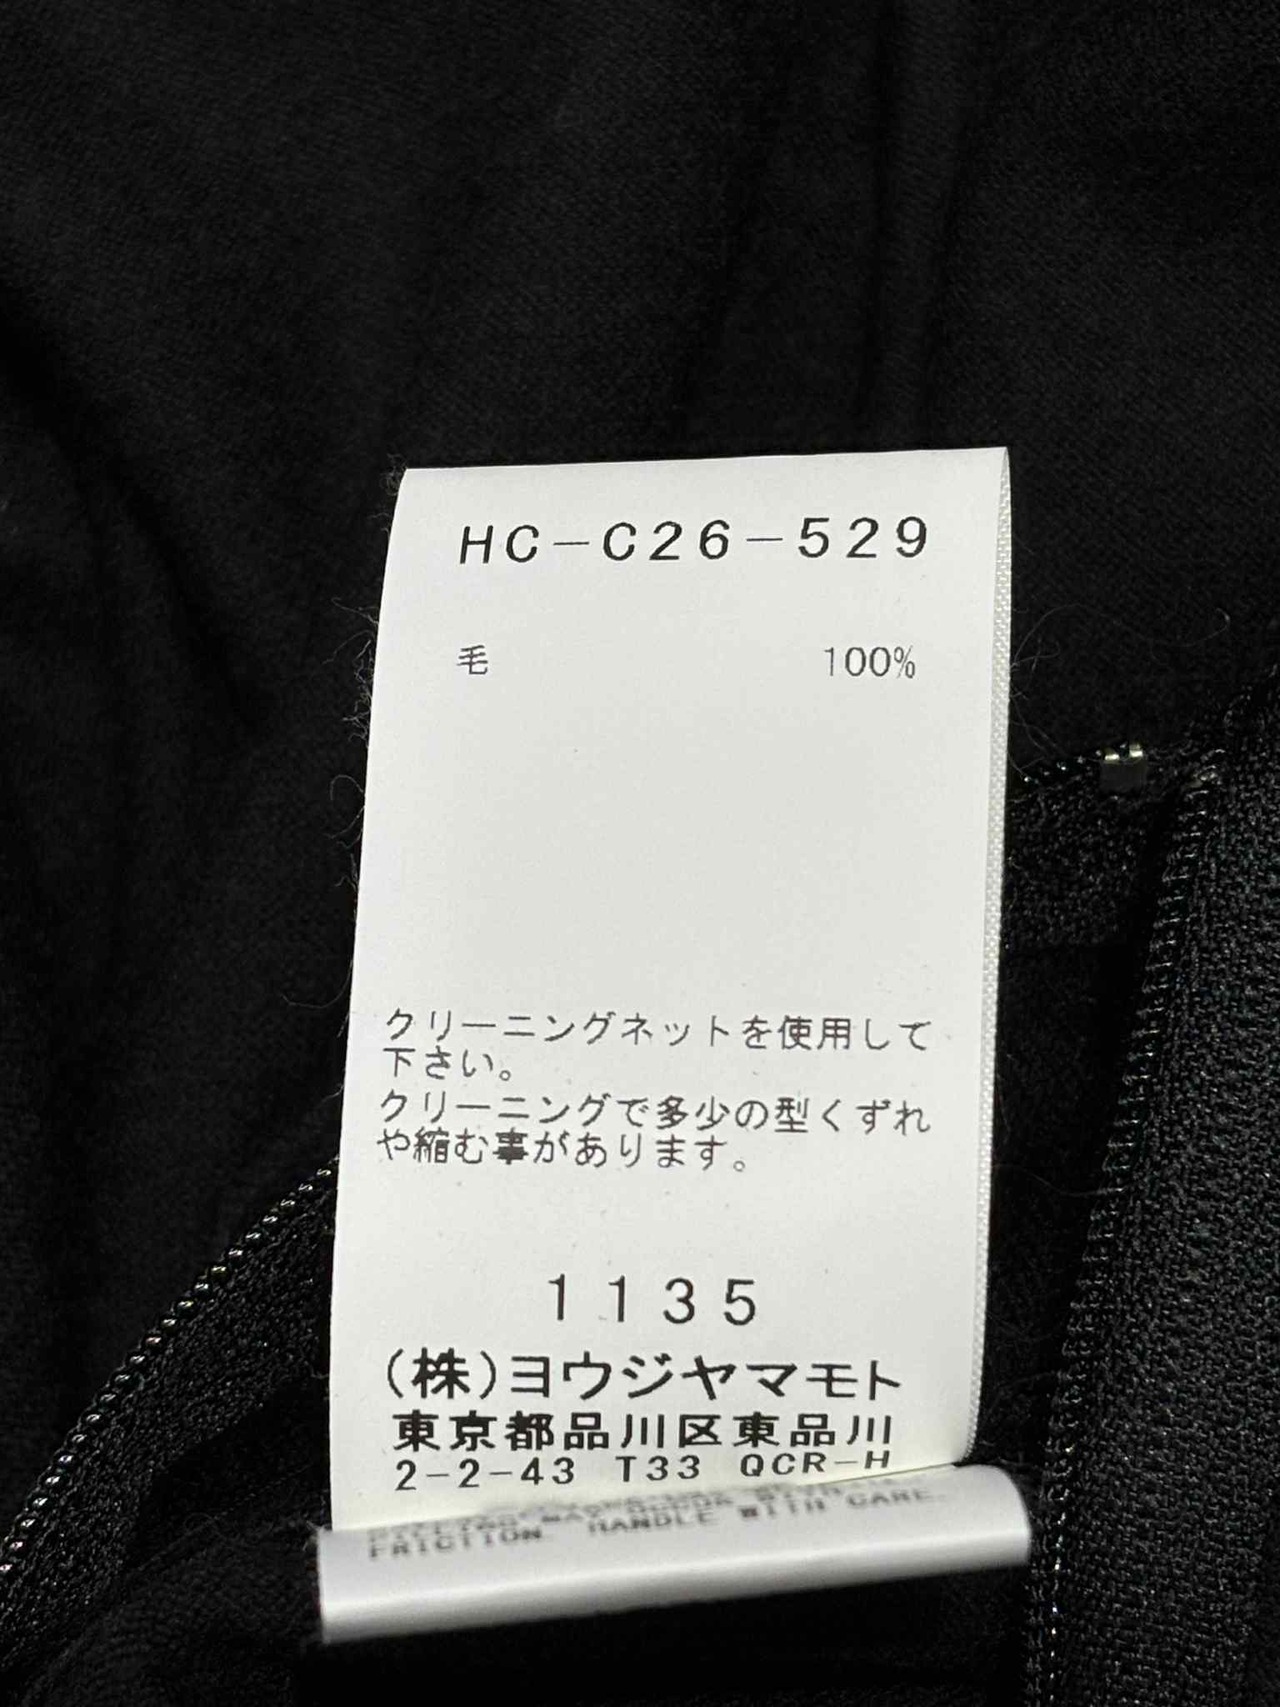 HC-C26-529
毛 100%
クリーニングネットを使用して
下さい。
クリーニングで多少の型くずれ
や縮む事があります。
1135
(株)ヨウジヤマモト
東京都品川区東品川
2-2-43 T33 QCR-H
FRICTION. HANDLE WITH CARE.